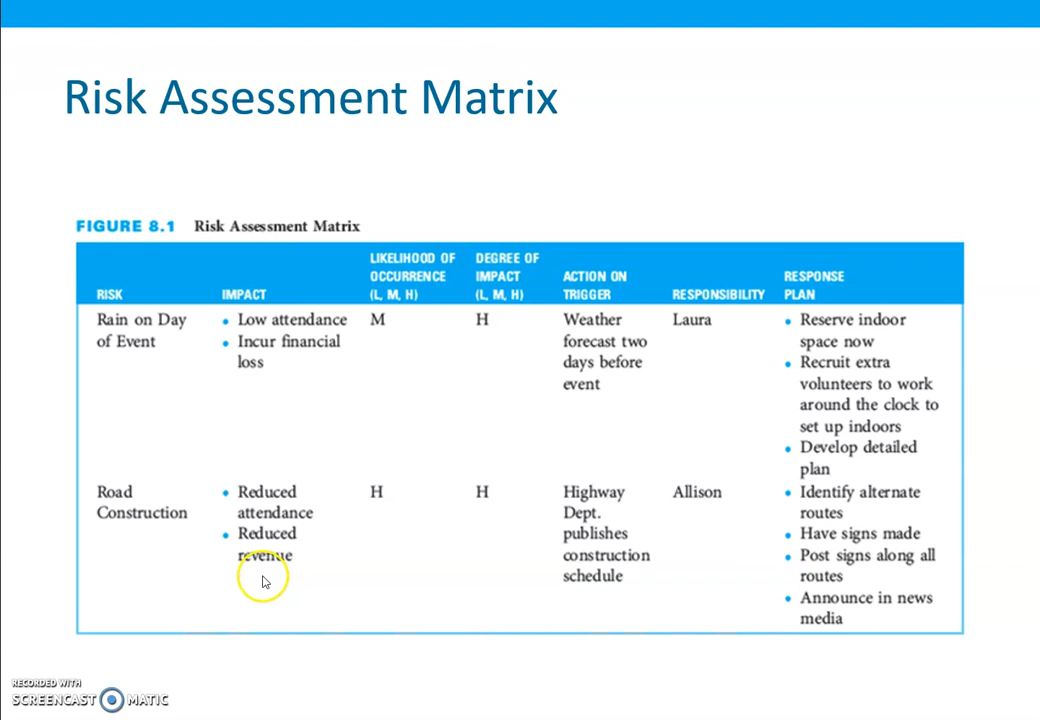 Risk Assessment Matrix
FIGURE 8.1 Risk Assessment Matrix
RISK
IMPACT
LIKELIHOOD OF
OCCURRENCE
(L, M, H)
DEGREE OF
IMPACT
(L, M, H)
ACTION ON
TRIGGER
RESPONSIBILITY
RESPONSE
PLAN
Rain on Day
of Event
• Low attendance
• Incur financial
loss
M
H
Weather
forecast two
days before
event
Laura
• Reserve indoor
space now
• Recruit extra
volunteers to work
around the clock to
set up indoors
• Develop detailed
plan
Road
Construction
• Reduced
attendance
• Reduced
revenue
H
H
Highway
Dept.
publishes
construction
schedule
Allison
• Identify alternate
routes
• Have signs made
• Post signs along all
routes
• Announce in news
media
RECORDED WITH
SCREENCAST MATIC